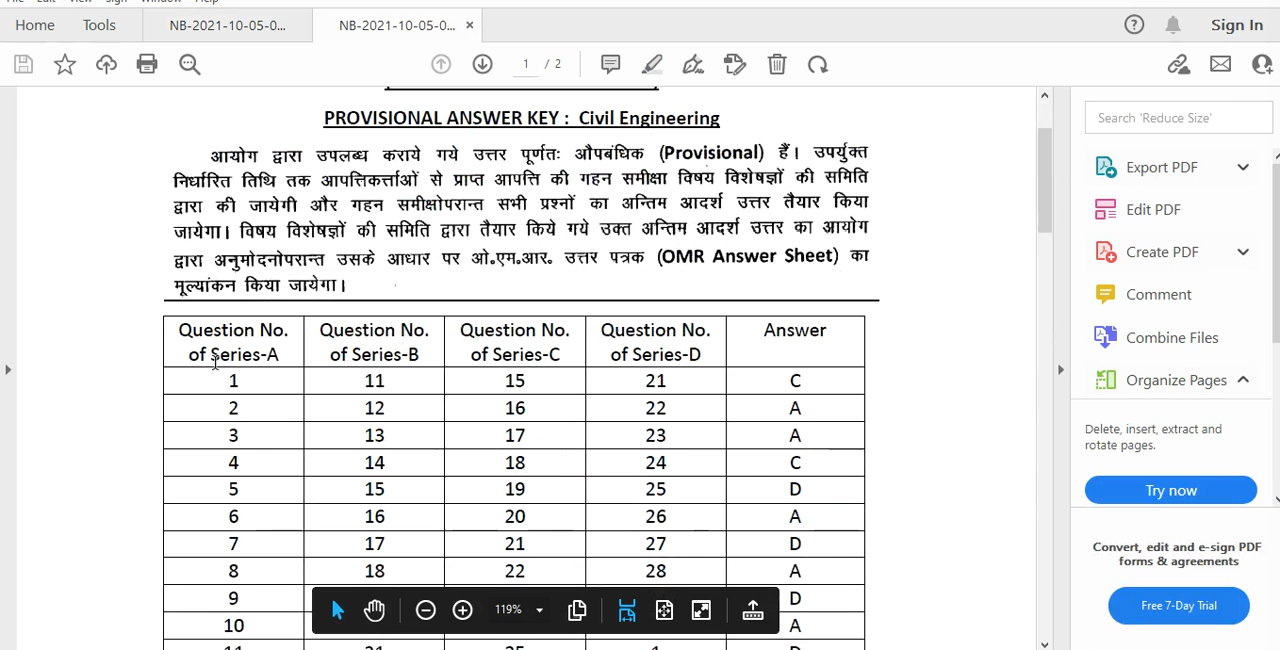 Home Tools NB-2021-10-05-0... NB-2021-10-05-0... × Sign In
1 / 2
PROVISIONAL ANSWER KEY : Civil Engineering
आयोग द्वारा उपलब्ध कराये गये उत्तर पूर्णतः औपबंधिक (Provisional) हैं। उपर्युक्त
निर्धारित तिथि तक आपत्तिकर्त्ताओं से प्राप्त आपत्ति की गहन समीक्षा विषय विशेषज्ञों की समिति
द्वारा की जायेगी और गहन समीक्षोपरान्त सभी प्रश्नों का अन्तिम आदर्श उत्तर तैयार किया
जायेगा। विषय विशेषज्ञों की समिति द्वारा तैयार किये गये उक्त अन्तिम आदर्श उत्तर का आयोग
द्वारा अनुमोदनोपरान्त उसके आधार पर ओ०एम०आर० उत्तर पत्रक (OMR Answer Sheet) का
मूल्यांकन किया जायेगा।
Question No. Question No. Question No. Question No. Answer
of Series-A of Series-B of Series-C of Series-D
1 11 15 21 C
2 12 16 22 A
3 13 17 23 A
4 14 18 24 C
5 15 19 25 D
6 16 20 26 A
7 17 21 27 D
8 18 22 28 A
9 D
10 A
119%
Search 'Reduce Size'
Export PDF
Edit PDF
Create PDF
Comment
Combine Files
Organize Pages
Delete, insert, extract and
rotate pages.
Try now
Convert, edit and e-sign PDF
forms & agreements
Free 7-Day Trial